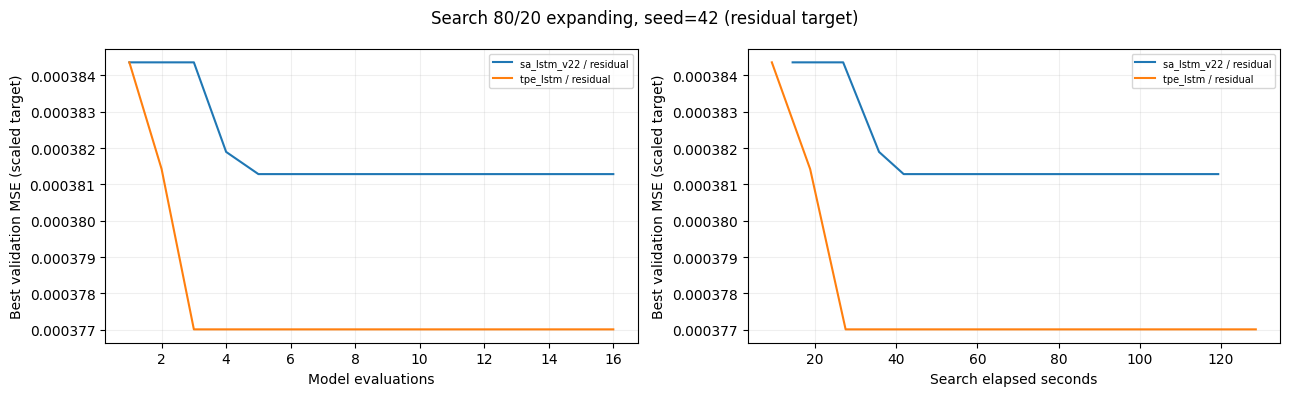 Search 80/20 expanding, seed=42 (residual target)
Best validation MSE (scaled target)
0.000384
0.000383
0.000382
0.000381
0.000380
0.000379
0.000378
0.000377
sa_lstm_v22 / residual
tpe_lstm / residual
2 4 6 8 10 12 14 16
Model evaluations
Best validation MSE (scaled target)
0.000384
0.000383
0.000382
0.000381
0.000380
0.000379
0.000378
0.000377
sa_lstm_v22 / residual
tpe_lstm / residual
20 40 60 80 100 120
Search elapsed seconds